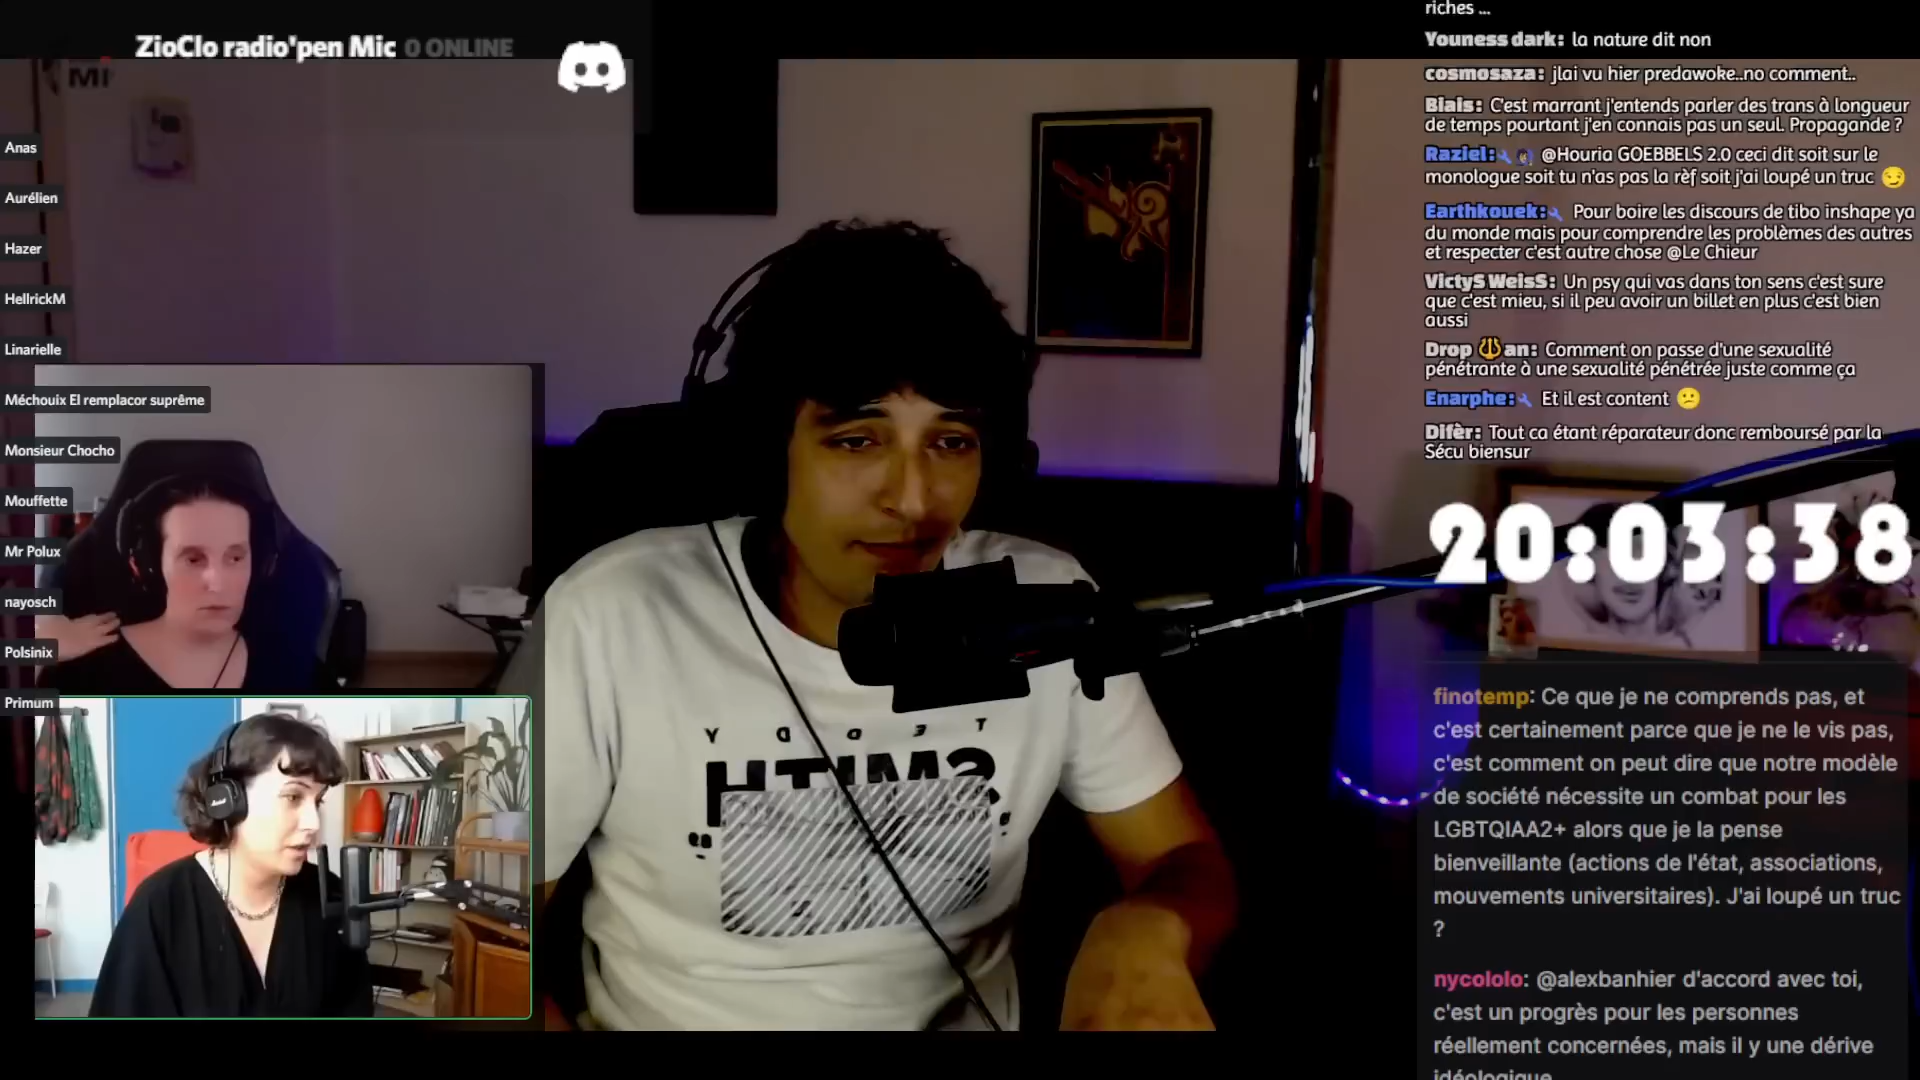 ZioClo radio'pen Mic 0 ONLINE
MI
Anas
Aurélien
Hazer
HellrickM
Linarielle
Méchouix El remplacor suprême
Monsieur Chocho
Mouffette
Mr Polux
nayosch
Polsinix
Primum
TEDDY
SMITH
riches ...
Youness dark: la nature dit non
cosmosaza: jlai vu hier predawoke..no comment..
Blais: C'est marrant j'entends parler des trans à longueur
de temps pourtant j'en connais pas un seul. Propagande ?
Raziel: @Houria GOEBBELS 2.0 ceci dit soit sur le
monologue soit tu n'as pas la rèf soit j'ai loupé un truc 😏
Earthkouek: Pour boire les discours de tibo inshape ya
du monde mais pour comprendre les problèmes des autres
et respecter c'est autre chose @Le Chieur
VictyS WeisS: Un psy qui vas dans ton sens c'est sure
que c'est mieu, si il peu avoir un billet en plus c'est bien
aussi
Drop 🔱an: Comment on passe d'une sexualité
pénétrante à une sexualité pénétrée juste comme ça
Enarphe: Et il est content 😕
Difèr: Tout ca étant réparateur donc remboursé par la
Sécu biensur
20:03:38
finotemp: Ce que je ne comprends pas, et
c'est certainement parce que je ne le vis pas,
c'est comment on peut dire que notre modèle
de société nécessite un combat pour les
LGBTQIAA2+ alors que je la pense
bienveillante (actions de l'état, associations,
mouvements universitaires). J'ai loupé un truc
?
nycololo: @alexbanhier d'accord avec toi,
c'est un progrès pour les personnes
réellement concernées, mais il y une dérive
idéologique